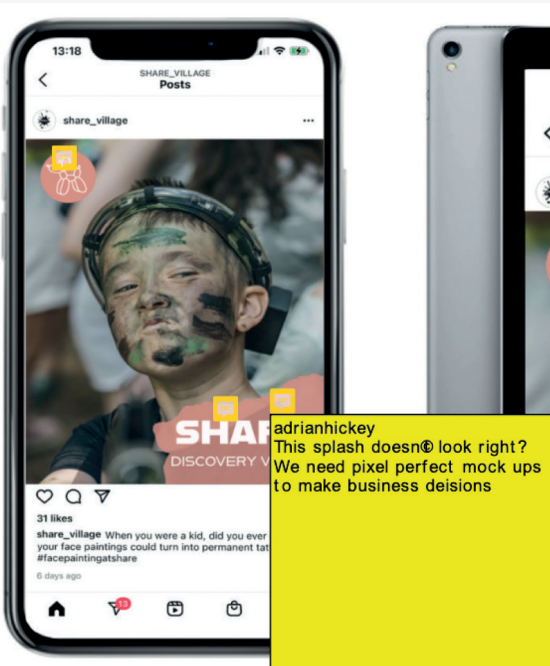 13:18
SHARE_VILLAGE
Posts
share_village
SHAR
DISCOVERY V
31 likes
share_village When you were a kid, did you ever
your face paintings could turn into permanent tat
#facepaintingatshare
6 days ago
13
adrianhickey
This splash doesn© look right?
We need pixel perfect mock ups
to make business deisions